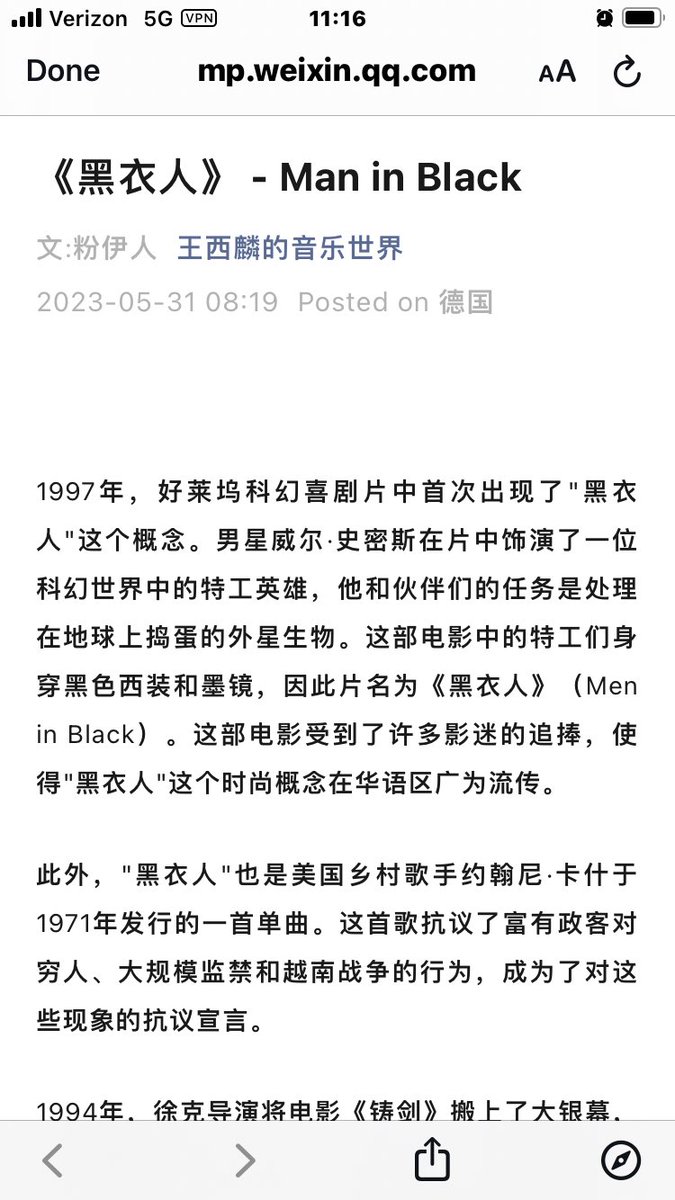 Verizon 5G VPN 11:16
Done mp.weixin.qq.com AA
《黑衣人》 - Man in Black
文:粉伊人 王西麟的音乐世界
2023-05-31 08:19 Posted on 德国
1997年，好莱坞科幻喜剧片中首次出现了"黑衣
人"这个概念。男星威尔·史密斯在片中饰演了一位
科幻世界中的特工英雄，他和伙伴们的任务是处理
在地球上捣蛋的外星生物。这部电影中的特工们身
穿黑色西装和墨镜，因此片名为《黑衣人》（Men
in Black）。这部电影受到了许多影迷的追捧，使
得"黑衣人"这个时尚概念在华语区广为流传。
此外，"黑衣人"也是美国乡村歌手约翰尼·卡什于
1971年发行的一首单曲。这首歌抗议了富有政客对
穷人、大规模监禁和越南战争的行为，成为了对这
些现象的抗议宣言。
1994年，徐克导演将电影《铸剑》搬上了大银幕，